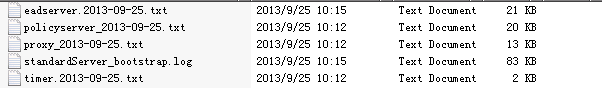 eadserver.2013-09-25.txt 2013/9/25 10:15 Text Document 21 KB
policyserver_2013-09-25.txt 2013/9/25 10:12 Text Document 20 KB
proxy_2013-09-25.txt 2013/9/25 10:12 Text Document 13 KB
standardServer_bootstrap.log 2013/9/25 10:15 Text Document 83 KB
timer.2013-09-25.txt 2013/9/25 10:12 Text Document 2 KB